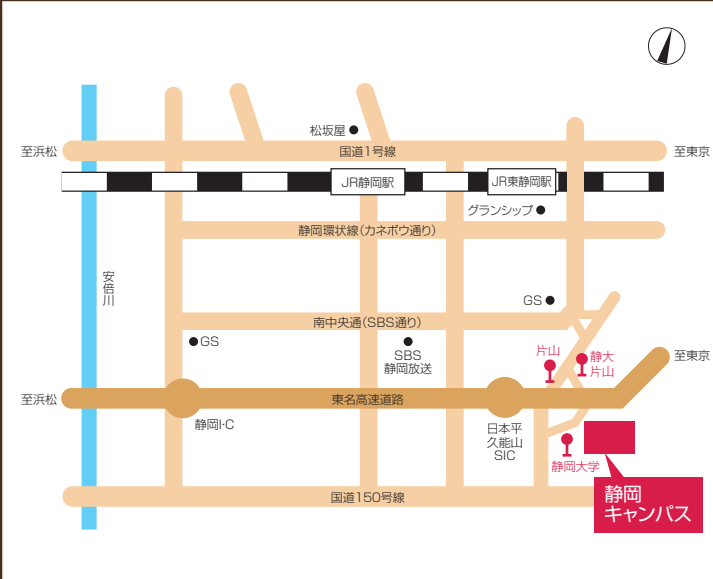 松坂屋
至浜松
国道1号線
至東京
JR静岡駅
JR東静岡駅
グランシップ
静岡環状線(カネボウ通り)
安倍川
GS
南中央通(SBS通り)
GS
SBS
静岡放送
片山
静大
片山
至東京
至浜松
東名高速道路
静岡I・C
日本平
久能山
SIC
静岡大学
国道150号線
静岡
キャンパス